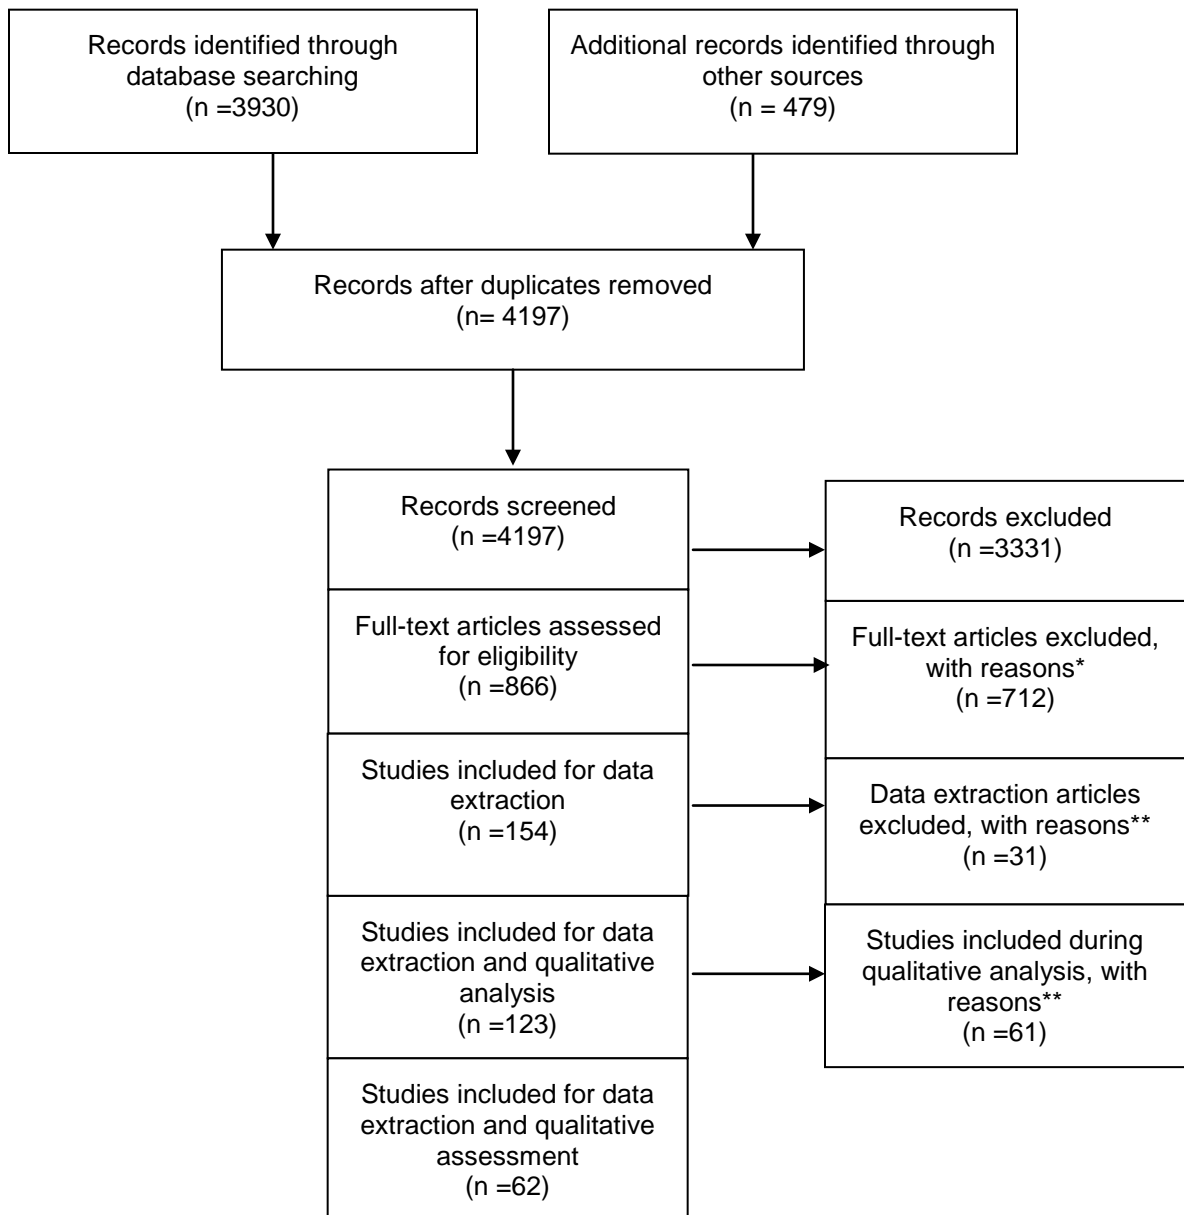 Records identified through
database searching
(n =3930)
Additional records identified through
other sources
(n = 479)
Records after duplicates removed
(n= 4197)
Records screened
(n =4197)
Records excluded
(n =3331)
Full-text articles assessed
for eligibility
(n =866)
Full-text articles excluded,
with reasons*
(n =712)
Studies included for data
extraction
(n =154)
Data extraction articles
excluded, with reasons**
(n =31)
Studies included for data
extraction and qualitative
analysis
(n =123)
Studies included during
qualitative analysis, with
reasons**
(n =61)
Studies included for data
extraction and qualitative
assessment
(n =62)